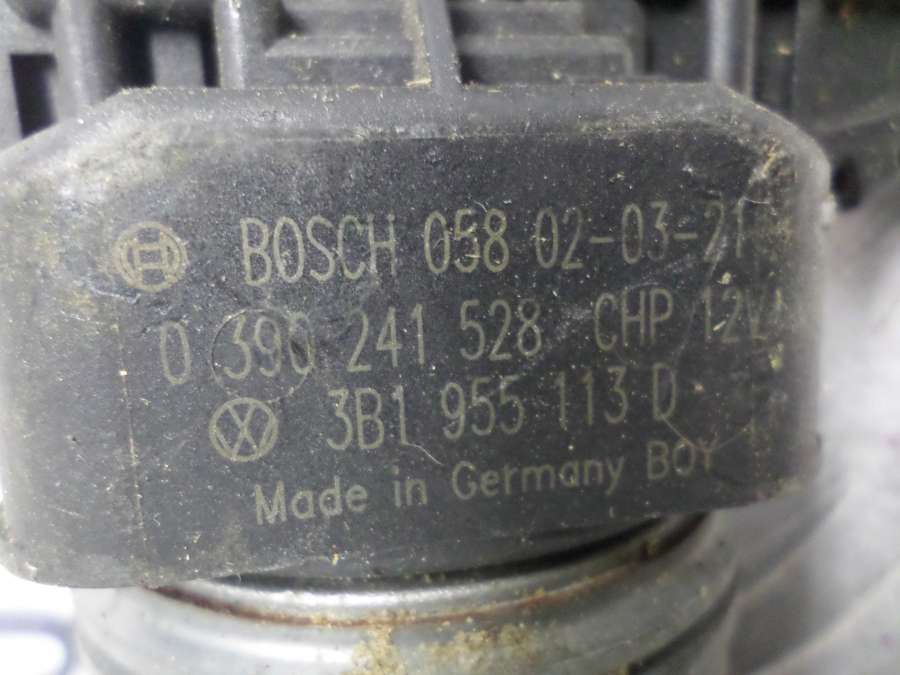 BOSCH 058 02-03-21
0 390 241 528 CHP 12V
3B1 955 113 D
Made in Germany BOY